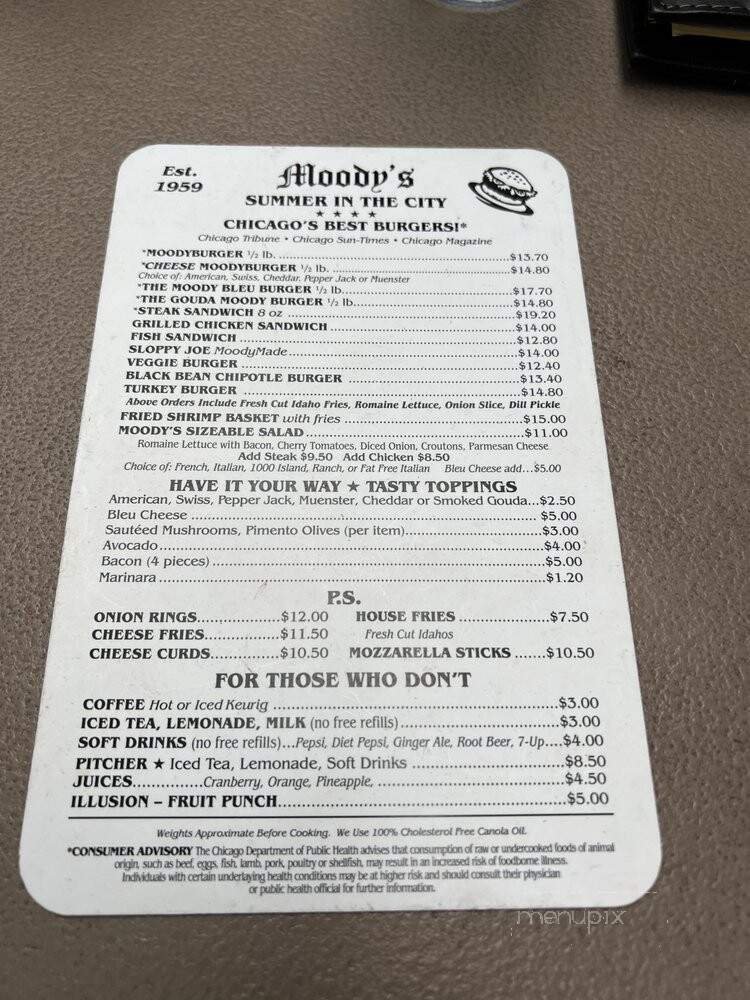 Est.
1959
Moody's
SUMMER IN THE CITY
★ ★ ★ ★
CHICAGO'S BEST BURGERS!*
Chicago Tribune • Chicago Sun-Times • Chicago Magazine
*MOODYBURGER ½ lb. ...$13.70
*CHEESE MOODYBURGER ½ lb. ...$14.80
Choice of: American, Swiss, Cheddar, Pepper Jack or Muenster
*THE MOODY BLEU BURGER ½ lb...$17.70
*THE GOUDA MOODY BURGER ½ lb...$14.80
*STEAK SANDWICH 8 oz ...$19.20
GRILLED CHICKEN SANDWICH...$14.00
FISH SANDWICH ...$12.80
SLOPPY JOE MoodyMade...$14.00
VEGGIE BURGER ...$12.40
BLACK BEAN CHIPOTLE BURGER ...$13.40
TURKEY BURGER ...$14.80
Above Orders Include Fresh Cut Idaho Fries, Romaine Lettuce, Onion Slice, Dill Pickle
FRIED SHRIMP BASKET with fries ...$15.00
MOODY'S SIZEABLE SALAD...$11.00
Romaine Lettuce with Bacon, Cherry Tomatoes, Diced Onion, Croutons, Parmesan Cheese
Add Steak $9.50 Add Chicken $8.50
Choice of: French, Italian, 1000 Island, Ranch, or Fat Free Italian Bleu Cheese add...$5.00
HAVE IT YOUR WAY ★ TASTY TOPPINGS
American, Swiss, Pepper Jack, Muenster, Cheddar or Smoked Gouda...$2.50
Bleu Cheese ...$5.00
Sautéed Mushrooms, Pimento Olives (per item)...$3.00
Avocado...$4.00
Bacon (4 pieces) ...$5.00
Marinara ...$1.20
P.S.
ONION RINGS...$12.00 HOUSE FRIES ...$7.50
CHEESE FRIES...$11.50 Fresh Cut Idahos
CHEESE CURDS...$10.50 MOZZARELLA STICKS ...$10.50
FOR THOSE WHO DON'T
COFFEE Hot or Iced Keurig ...$3.00
ICED TEA, LEMONADE, MILK (no free refills)...$3.00
SOFT DRINKS (no free refills)...Pepsi, Diet Pepsi, Ginger Ale, Root Beer, 7-Up....$4.00
PITCHER ★ Iced Tea, Lemonade, Soft Drinks ...$8.50
JUICES...Cranberry, Orange, Pineapple, ...$4.50
ILLUSION – FRUIT PUNCH...$5.00
Weights Approximate Before Cooking. We Use 100% Cholesterol Free Canola Oil.
*CONSUMER ADVISORY The Chicago Department of Public Health advises that consumption of raw or undercooked foods of animal
origin, such as beef, eggs, fish, lamb, pork, poultry or shellfish, may result in an increased risk of foodborne illness.
Individuals with certain underlaying health conditions may be at higher risk and should consult their physician
or public health official for further information.
menupix